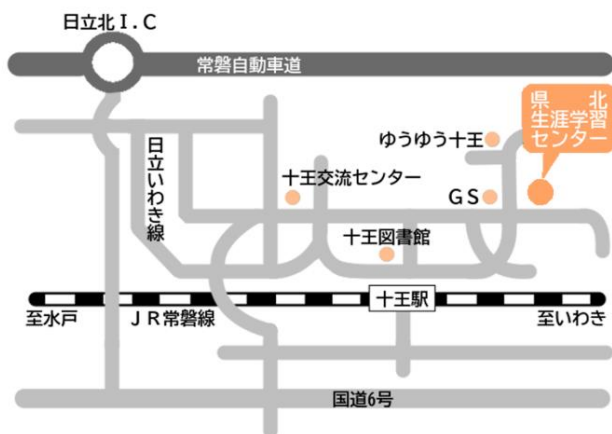 日立北I.C
常磐自動車道
県北
生涯学習
センター
ゆうゆう十王
日立いわき線
十王交流センター
GS
十王図書館
十王駅
至水戸
JR常磐線
至いわき
国道6号